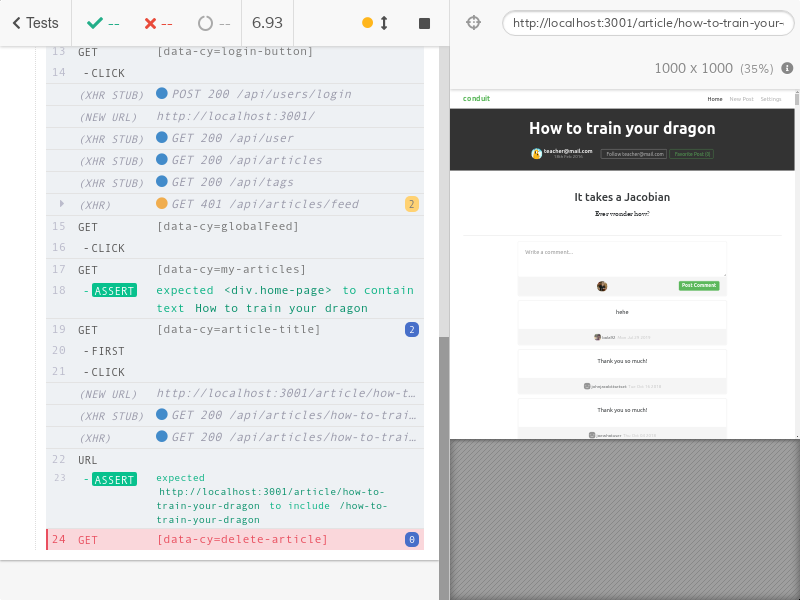 Tests
--
--
--
6.93
http://localhost:3001/article/how-to-train-your-
1000 x 1000 (35%)
13 GET [data-cy=login-button]
14 -CLICK
(XHR STUB) POST 200 /api/users/login
(NEW URL) http://localhost:3001/
(XHR STUB) GET 200 /api/user
(XHR STUB) GET 200 /api/articles
(XHR STUB) GET 200 /api/tags
(XHR) GET 401 /api/articles/feed 2
15 GET [data-cy=globalFeed]
16 -CLICK
17 GET [data-cy=my-articles]
18 -ASSERT expected <div.home-page> to contain
text How to train your dragon
19 GET [data-cy=article-title] 2
20 -FIRST
21 -CLICK
(NEW URL) http://localhost:3001/article/how-t…
(XHR STUB) GET 200 /api/articles/how-to-trai…
(XHR) GET 200 /api/articles/how-to-trai…
22 URL
23 -ASSERT expected
http://localhost:3001/article/how-to-
train-your-dragon to include /how-to-
train-your-dragon
24 GET [data-cy=delete-article] 0
conduit
Home New Post Settings
How to train your dragon
teacher@mail.com
Follow teacher@mail.com
Favorite Post
It takes a Jacobian
Ever wonder how?
Write a comment...
Post Comment
hehe
Thank you so much!
Thank you so much!